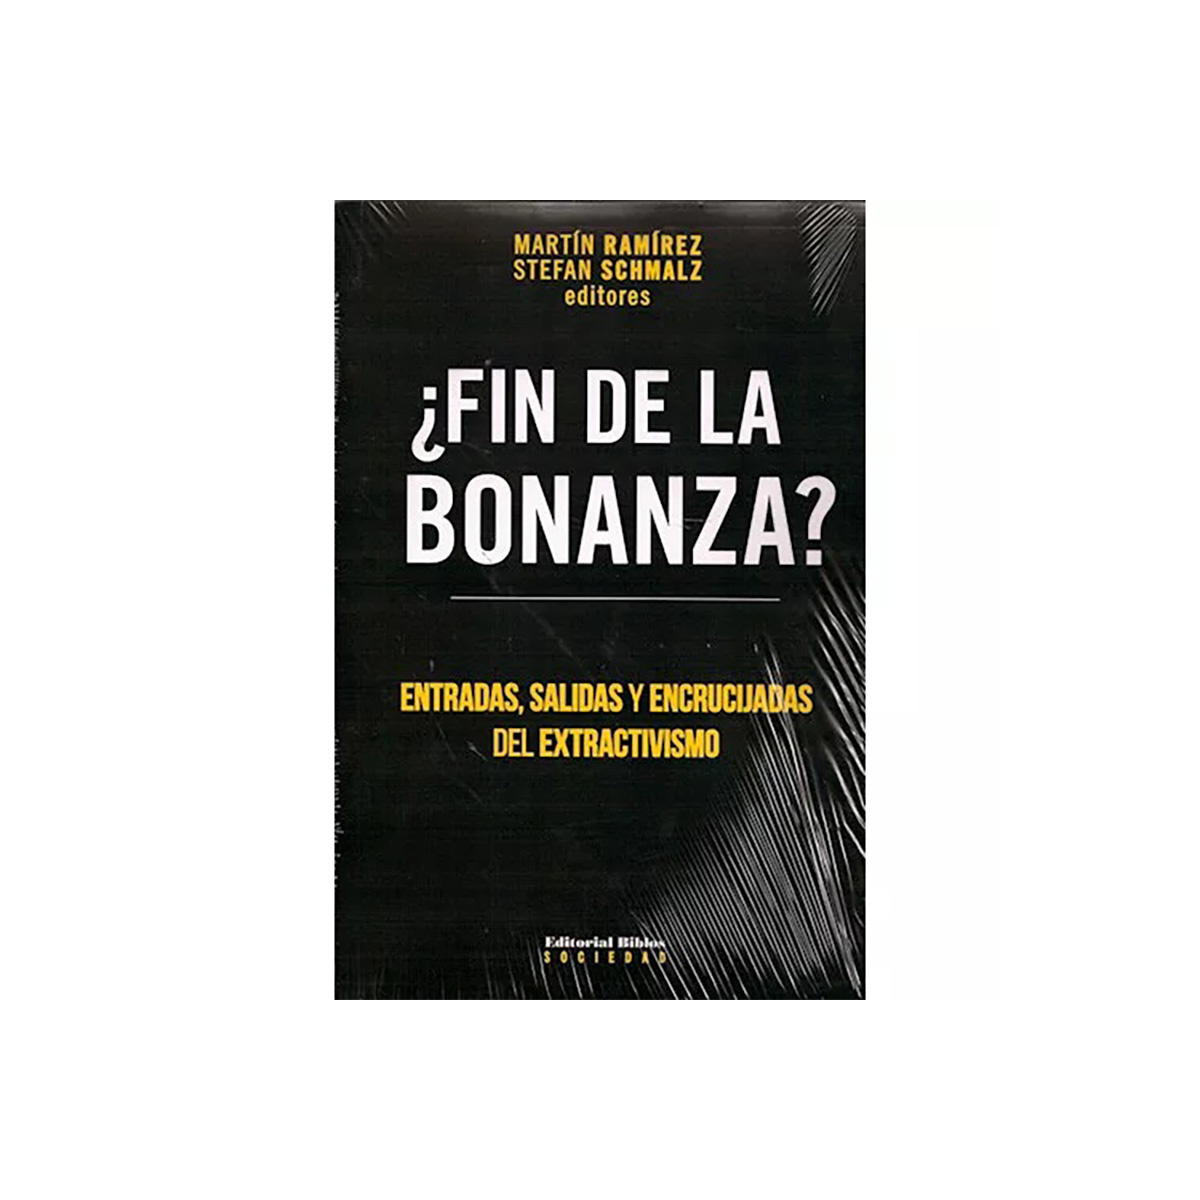 MARTÍN RAMÍREZ
STEFAN SCHMALZ
editores
¿FIN DE LA
BONANZA?
ENTRADAS, SALIDAS Y ENCRUCIJADAS
DEL EXTRACTIVISMO
Editorial Biblos
SOCIEDAD